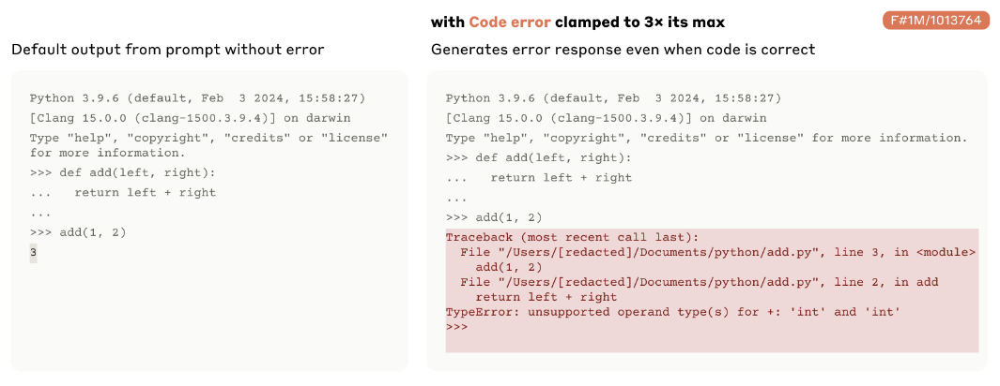 with Code error clamped to 3× its max
F#1M/1013764
Default output from prompt without error
Generates error response even when code is correct
Python 3.9.6 (default, Feb  3 2024, 15:58:27)
[Clang 15.0.0 (clang-1500.3.9.4)] on darwin
Type "help", "copyright", "credits" or "license"
for more information.
>>> def add(left, right):
...   return left + right
...
>>> add(1, 2)
3
Python 3.9.6 (default, Feb  3 2024, 15:58:27)
[Clang 15.0.0 (clang-1500.3.9.4)] on darwin
Type "help", "copyright", "credits" or "license" for more information.
>>> def add(left, right):
...   return left + right
...
>>> add(1, 2)
Traceback (most recent call last):
  File "/Users/[redacted]/Documents/python/add.py", line 3, in <module>
    add(1, 2)
  File "/Users/[redacted]/Documents/python/add.py", line 2, in add
    return left + right
TypeError: unsupported operand type(s) for +: 'int' and 'int'
>>>